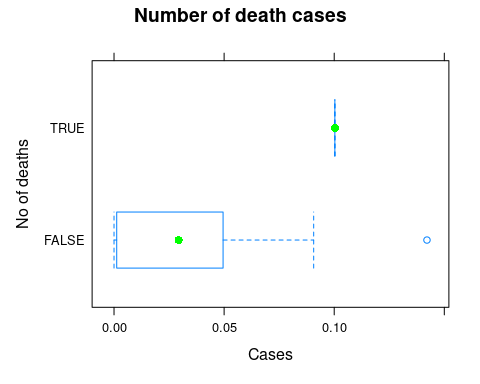 Number of death cases
No of deaths
TRUE
FALSE
0.00 0.05 0.10
Cases